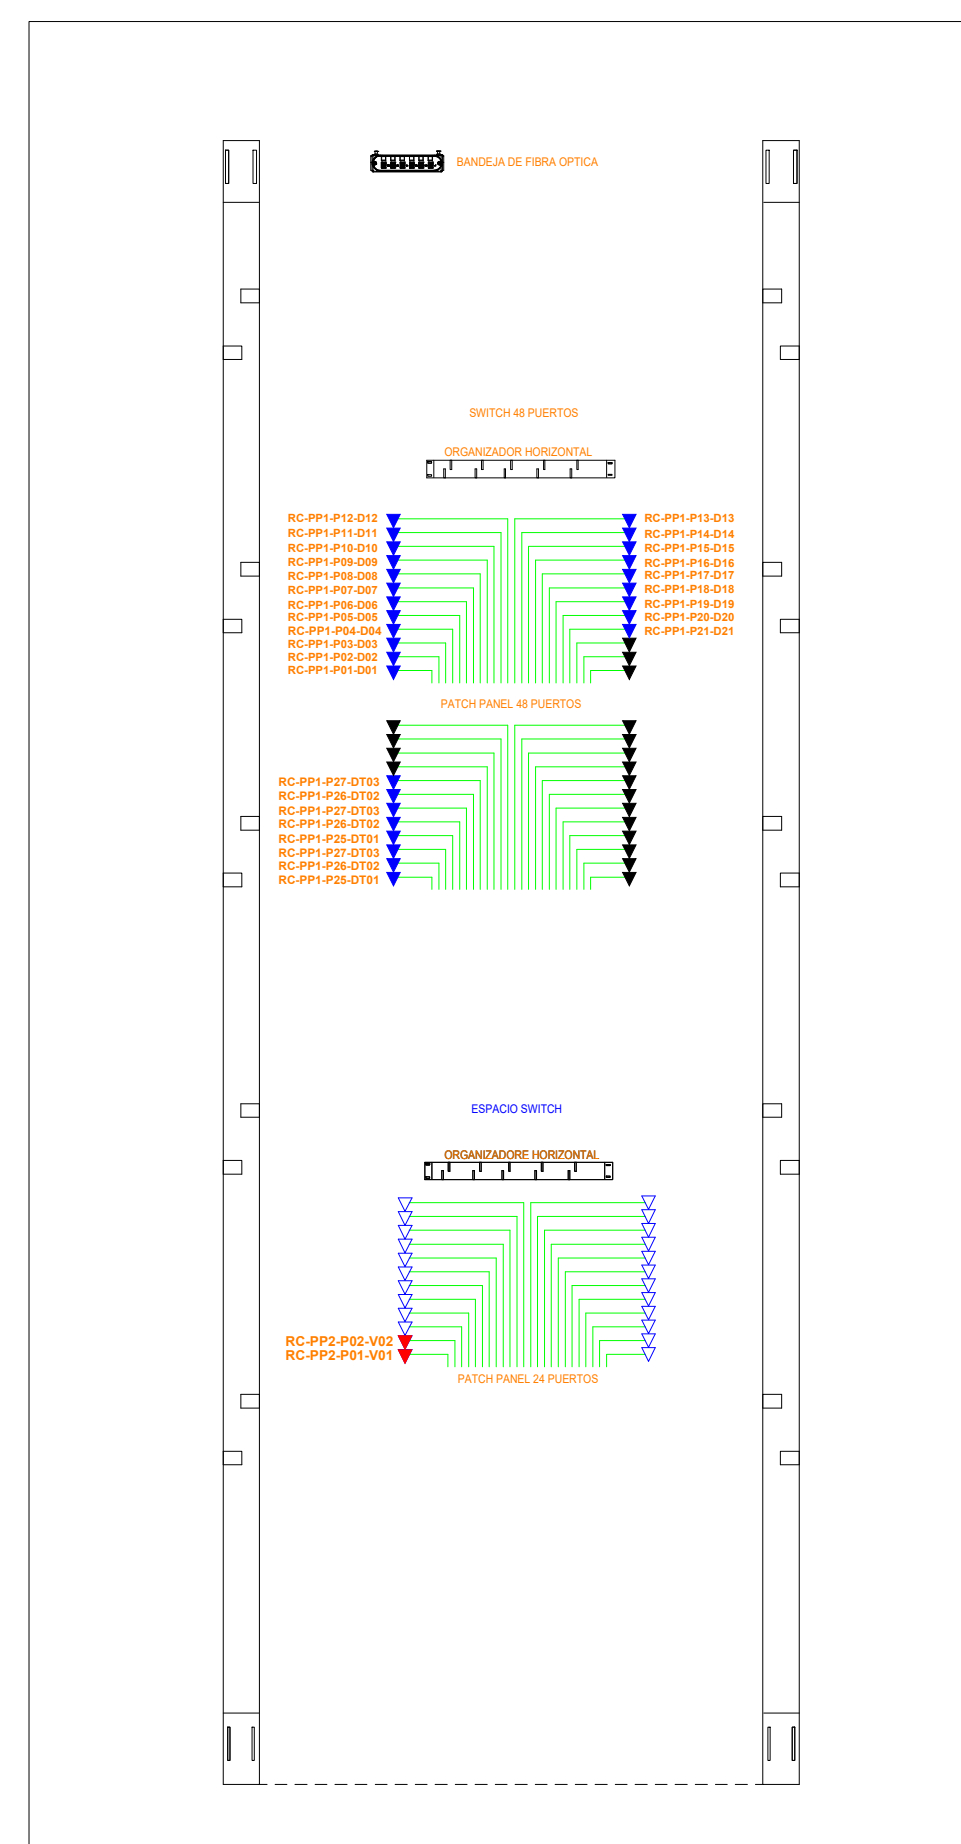 BANDEJA DE FIBRA OPTICA
SWITCH 48 PUERTOS
ORGANIZADOR HORIZONTAL
RC-PP1-P12-D12
RC-PP1-P11-D11
RC-PP1-P10-D10
RC-PP1-P09-D09
RC-PP1-P08-D08
RC-PP1-P07-D07
RC-PP1-P06-D06
RC-PP1-P05-D05
RC-PP1-P04-D04
RC-PP1-P03-D03
RC-PP1-P02-D02
RC-PP1-P01-D01
RC-PP1-P13-D13
RC-PP1-P14-D14
RC-PP1-P15-D15
RC-PP1-P16-D16
RC-PP1-P17-D17
RC-PP1-P18-D18
RC-PP1-P19-D19
RC-PP1-P20-D20
RC-PP1-P21-D21
PATCH PANEL 48 PUERTOS
RC-PP1-P27-DT03
RC-PP1-P26-DT02
RC-PP1-P27-DT03
RC-PP1-P26-DT02
RC-PP1-P25-DT01
RC-PP1-P27-DT03
RC-PP1-P26-DT02
RC-PP1-P25-DT01
ESPACIO SWITCH
ORGANIZADORE HORIZONTAL
RC-PP2-P02-V02
RC-PP2-P01-V01
PATCH PANEL 24 PUERTOS